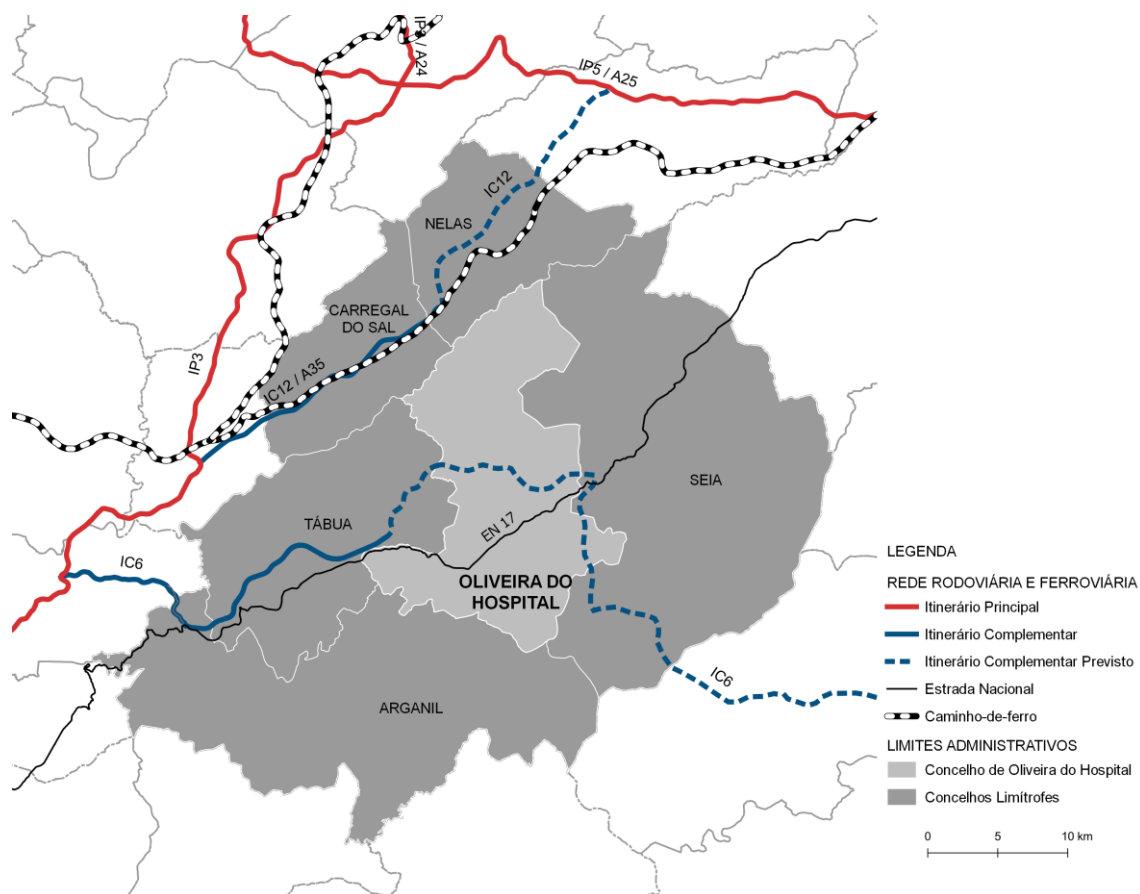 IP3 / A24
IP5 / A25
IC12
NELAS
CARREGAL
DO SAL
IP3
IC12 / A35
SEIA
TÁBUA
EN 17
IC6
OLIVEIRA DO
HOSPITAL
IC6
ARGANIL
LEGENDA
REDE RODOVIÁRIA E FERROVIÁRIA
Itinerário Principal
Itinerário Complementar
Itinerário Complementar Previsto
Estrada Nacional
Caminho-de-ferro
LIMITES ADMINISTRATIVOS
Concelho de Oliveira do Hospital
Concelhos Limítrofes
0 5 10 km